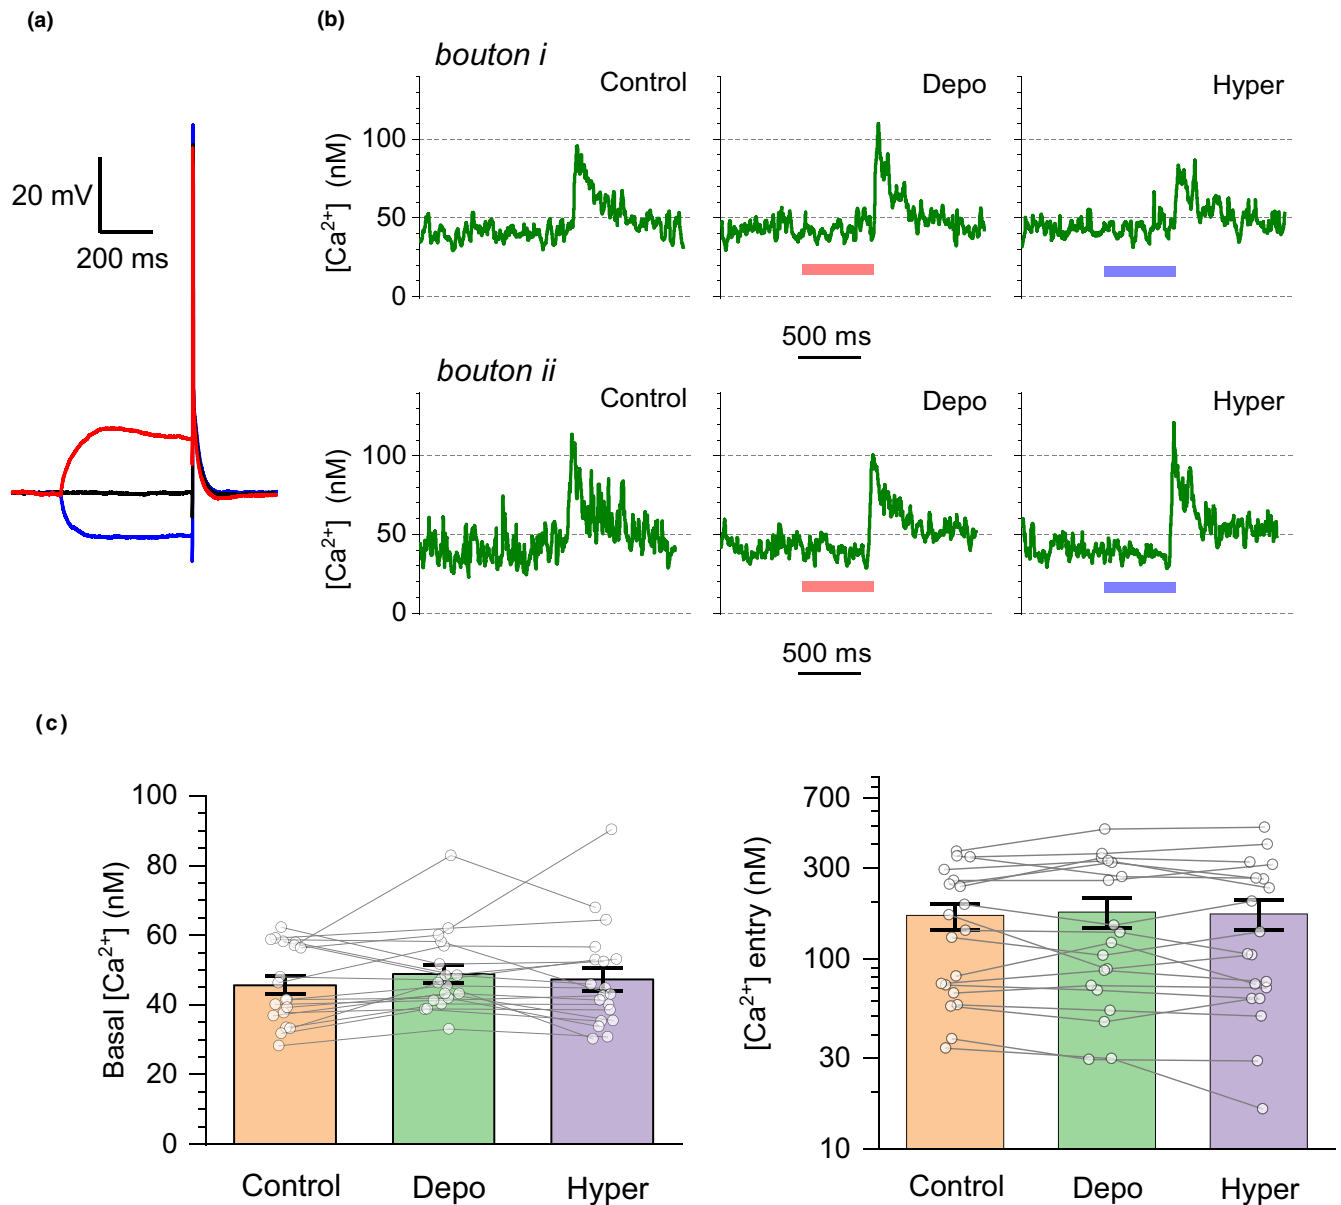 (a)
(b)
20 mV
200 ms
bouton i
Control
Depo
Hyper
[Ca²⁺] (nM)
100
50
0
500 ms
bouton ii
Control
Depo
Hyper
[Ca²⁺] (nM)
100
50
0
500 ms
(c)
Basal [Ca²⁺] (nM)
100
80
60
40
20
0
Control
Depo
Hyper
[Ca²⁺] entry (nM)
700
300
100
30
10
Control
Depo
Hyper